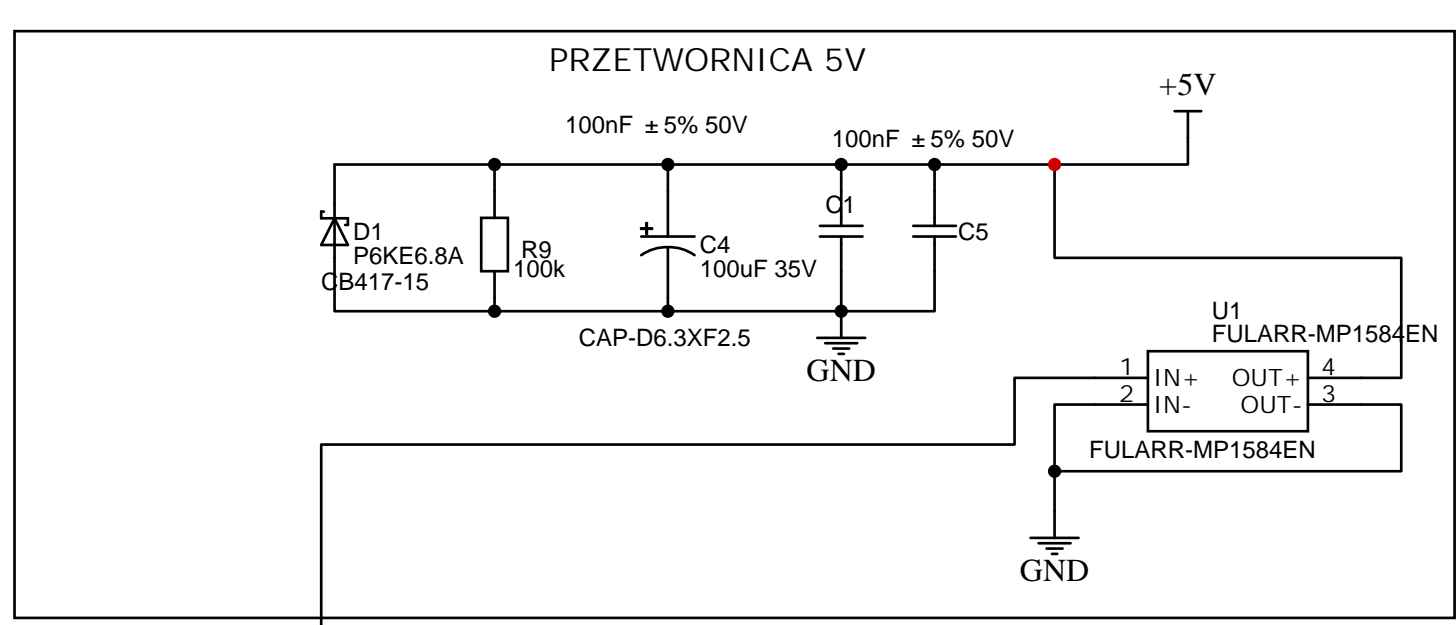 PRZETWORNICA 5V
+5V
100nF ±5% 50V
100nF ±5% 50V
C1
D1
P6KE6.8A
CB417-15
R9
100k
C4
100uF 35V
C5
CAP-D6.3XF2.5
GND
U1
FULARR-MP1584EN
1
IN+
OUT+
4
2
IN-
OUT-
3
FULARR-MP1584EN
GND